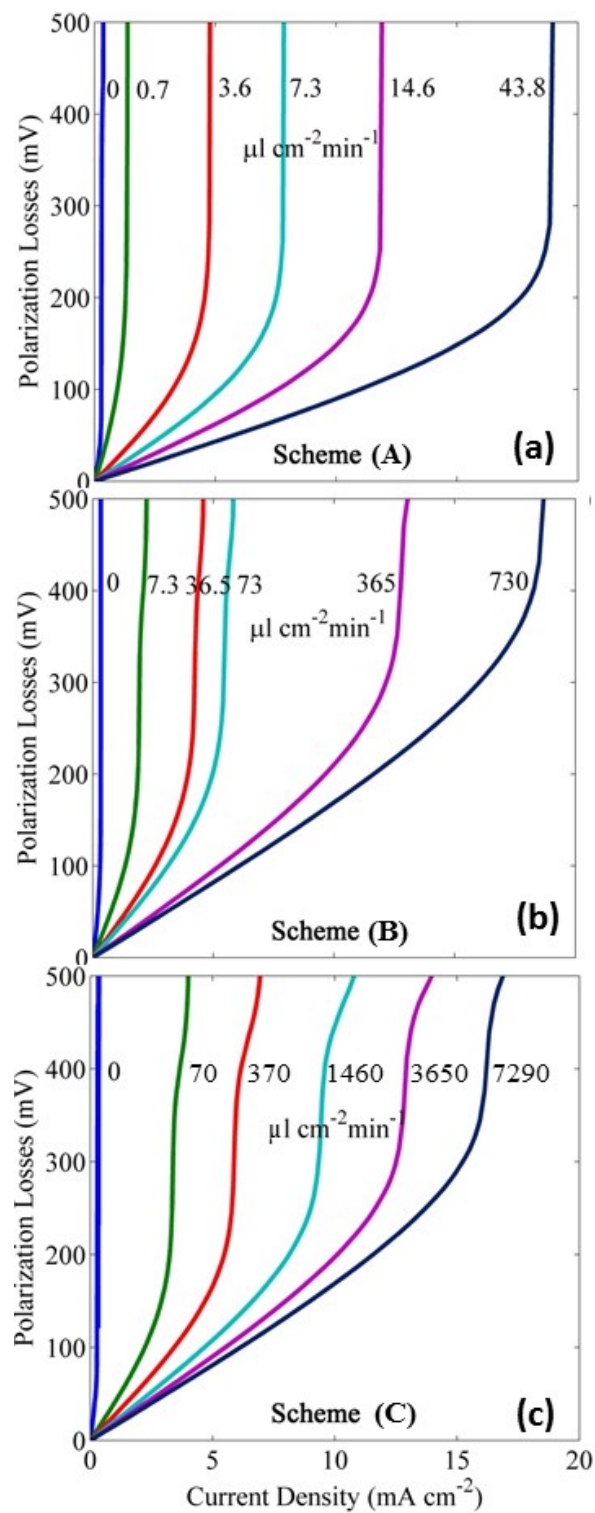 500
400
300
200
100
0
Polarization Losses (mV)
0 0.7 3.6 7.3 14.6 43.8
µl cm⁻²min⁻¹
Scheme (A)
(a)
500
400
300
200
100
0
Polarization Losses (mV)
0 7.3 36.5 73 365 730
µl cm⁻²min⁻¹
Scheme (B)
(b)
500
400
300
200
100
0
Polarization Losses (mV)
0 70 370 1460 3650 7290
µl cm⁻²min⁻¹
Scheme (C)
(c)
0 5 10 15 20
Current Density (mA cm⁻²)